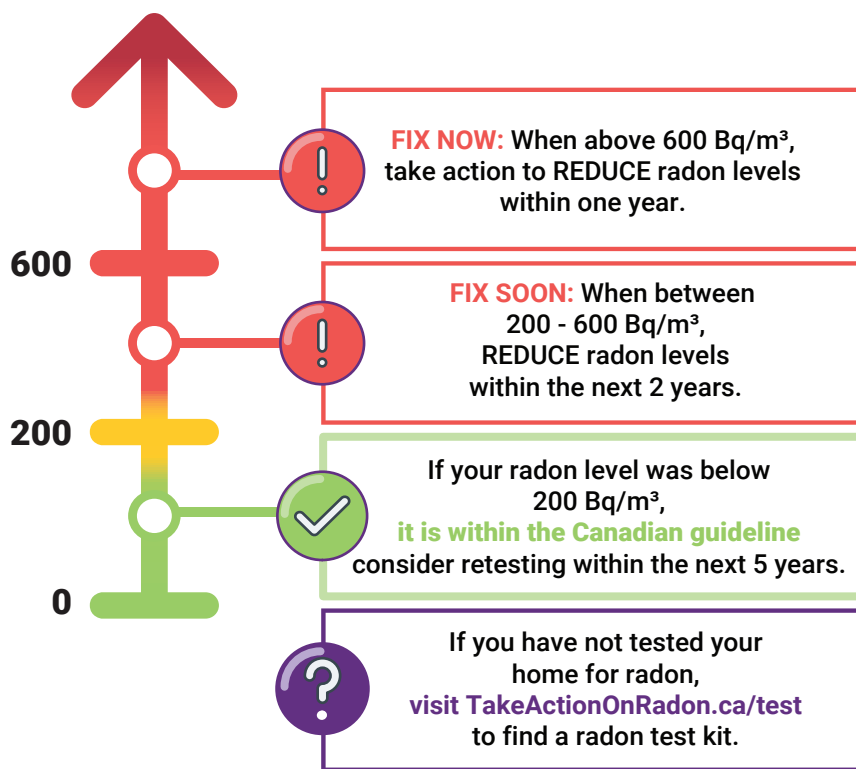 FIX NOW: When above 600 Bq/m³,
take action to REDUCE radon levels
within one year.
600
FIX SOON: When between
200 - 600 Bq/m³,
REDUCE radon levels
within the next 2 years.
200
If your radon level was below
200 Bq/m³,
it is within the Canadian guideline
consider retesting within the next 5 years.
0
If you have not tested your
home for radon,
visit TakeActionOnRadon.ca/test
to find a radon test kit.